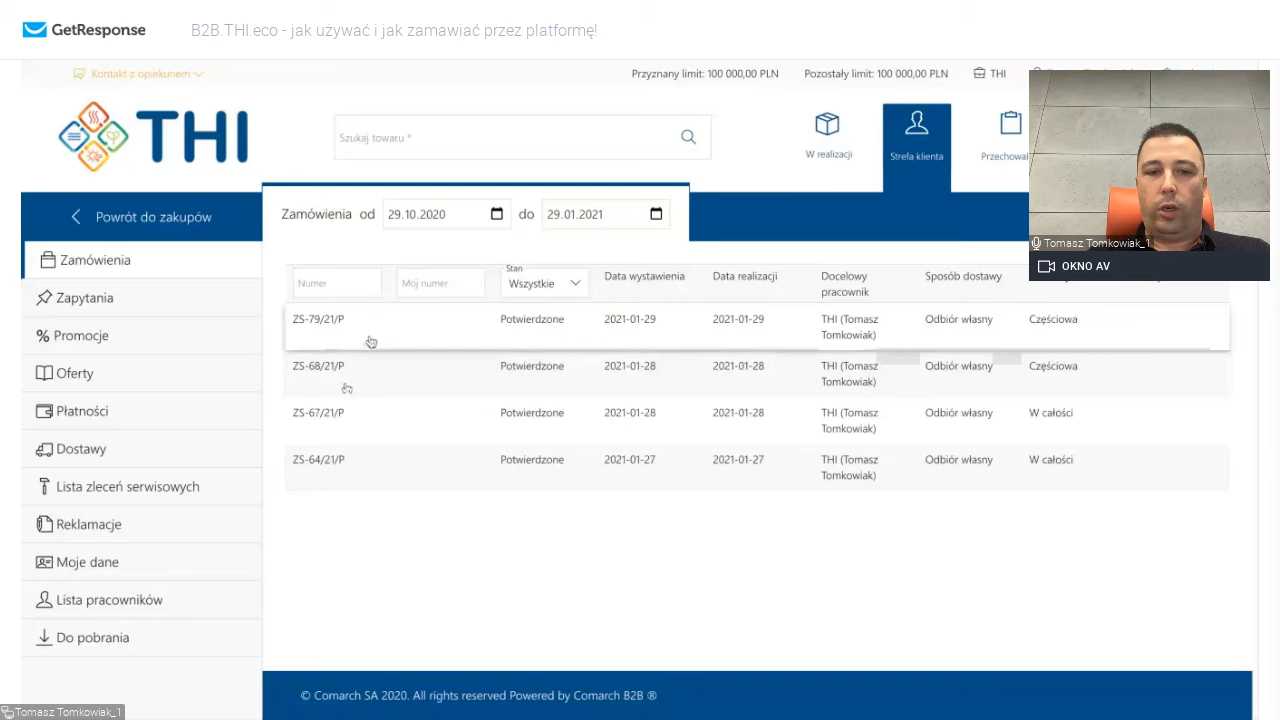 GetResponse
B2B.THI.eco - jak używać i jak zamawiać przez platformę!
Kontakt z opiekunem
Przyznany limit: 100 000,00 PLN
Pozostały limit: 100 000,00 PLN
THI
THI
Szukaj towaru *
W realizacji
Strefa klienta
Przechowal
Tomasz Tomkowiak_1
OKNO AV
Powrót do zakupów
Zamówienia od 29.10.2020 do 29.01.2021
Zamówienia
Zapytania
Promocje
Oferty
Płatności
Dostawy
Lista zleceń serwisowych
Reklamacje
Moje dane
Lista pracowników
Do pobrania
Numer
Mój numer
Stan
Wszystkie
Data wystawienia
Data realizacji
Docelowy
pracownik
Sposób dostawy
ZS-79/21/P Potwierdzone 2021-01-29 2021-01-29 THI (Tomasz Odbiór własny Częściowa
Tomkowiak)
ZS-68/21/P Potwierdzone 2021-01-28 2021-01-28 THI (Tomasz Odbiór własny Częściowa
Tomkowiak)
ZS-67/21/P Potwierdzone 2021-01-28 2021-01-28 THI (Tomasz Odbiór własny W całości
Tomkowiak)
ZS-64/21/P Potwierdzone 2021-01-27 2021-01-27 THI (Tomasz Odbiór własny W całości
Tomkowiak)
© Comarch SA 2020. All rights reserved Powered by Comarch B2B ®
Tomasz Tomkowiak_1